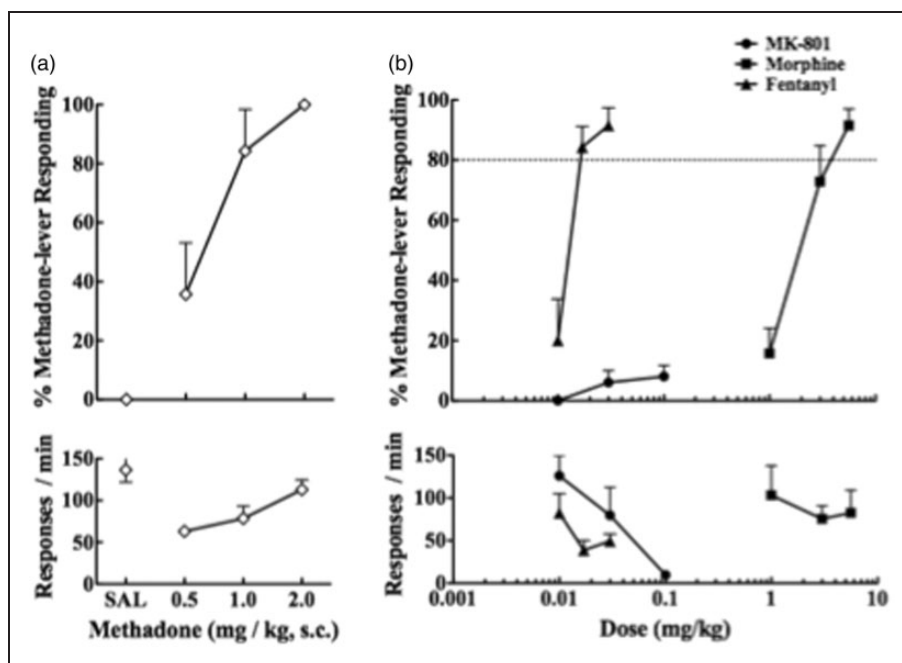 (a)
(b)
MK-801
Morphine
Fentanyl
% Methadone-lever Responding
100
80
60
40
20
0
% Methadone-lever Responding
100
80
60
40
20
0
Responses / min
150
100
50
0
SAL 0.5 1.0 2.0
Methadone (mg / kg, s.c.)
Responses / min
150
100
50
0
0.001 0.01 0.1 1 10
Dose (mg/kg)